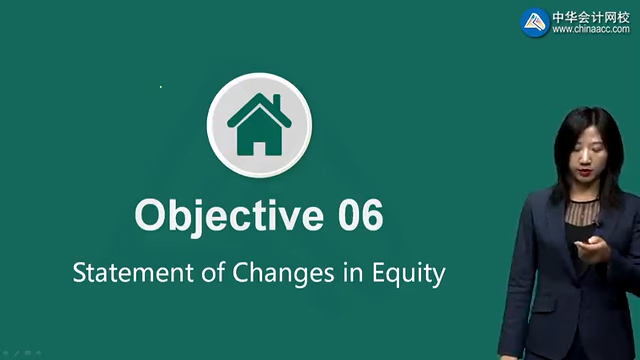 中华会计网校
www.chinaacc.com
Objective 06
Statement of Changes in Equity